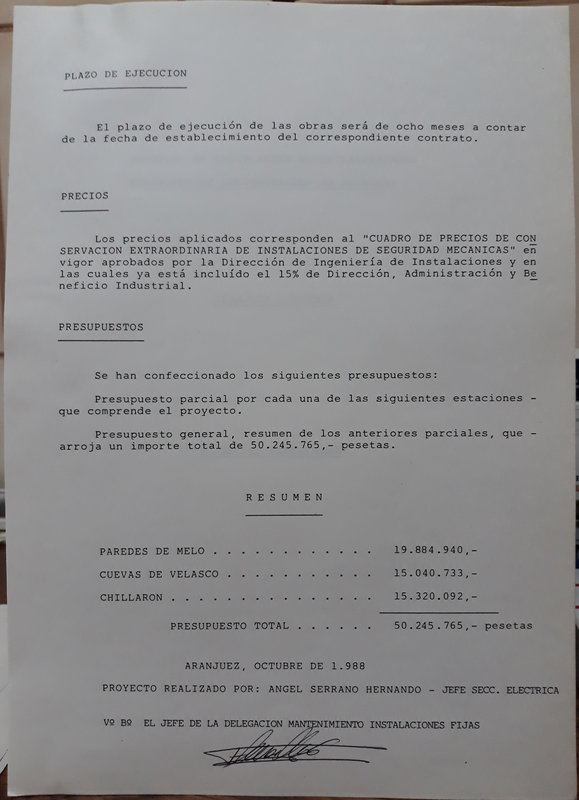 PLAZO DE EJECUCION
El plazo de ejecución de las obras será de ocho meses a contar
de la fecha de establecimiento del correspondiente contrato.
PRECIOS
Los precios aplicados corresponden al "CUADRO DE PRECIOS DE CON
SERVACION EXTRAORDINARIA DE INSTALACIONES DE SEGURIDAD MECANICAS" en
vigor aprobados por la Dirección de Ingeniería de Instalaciones y en
las cuales ya está incluído el 15% de Dirección, Administración y Be
neficio Industrial.
PRESUPUESTOS
Se han confeccionado los siguientes presupuestos:
Presupuesto parcial por cada una de las siguientes estaciones -
que comprende el proyecto.
Presupuesto general, resumen de los anteriores parciales, que -
arroja un importe total de 50.245.765,- pesetas.
R E S U M E N
PAREDES DE MELO . . . . . . . . . . . . 19.884.940,-
CUEVAS DE VELASCO . . . . . . . . . . . 15.040.733,-
CHILLARON . . . . . . . . . . . . . . . 15.320.092,-
PRESUPUESTO TOTAL . . . . . . 50.245.765,- pesetas
ARANJUEZ, OCTUBRE DE 1.988
PROYECTO REALIZADO POR: ANGEL SERRANO HERNANDO - JEFE SECC. ELECTRICA
Vº Bº EL JEFE DE LA DELEGACION MANTENIMIENTO INSTALACIONES FIJAS